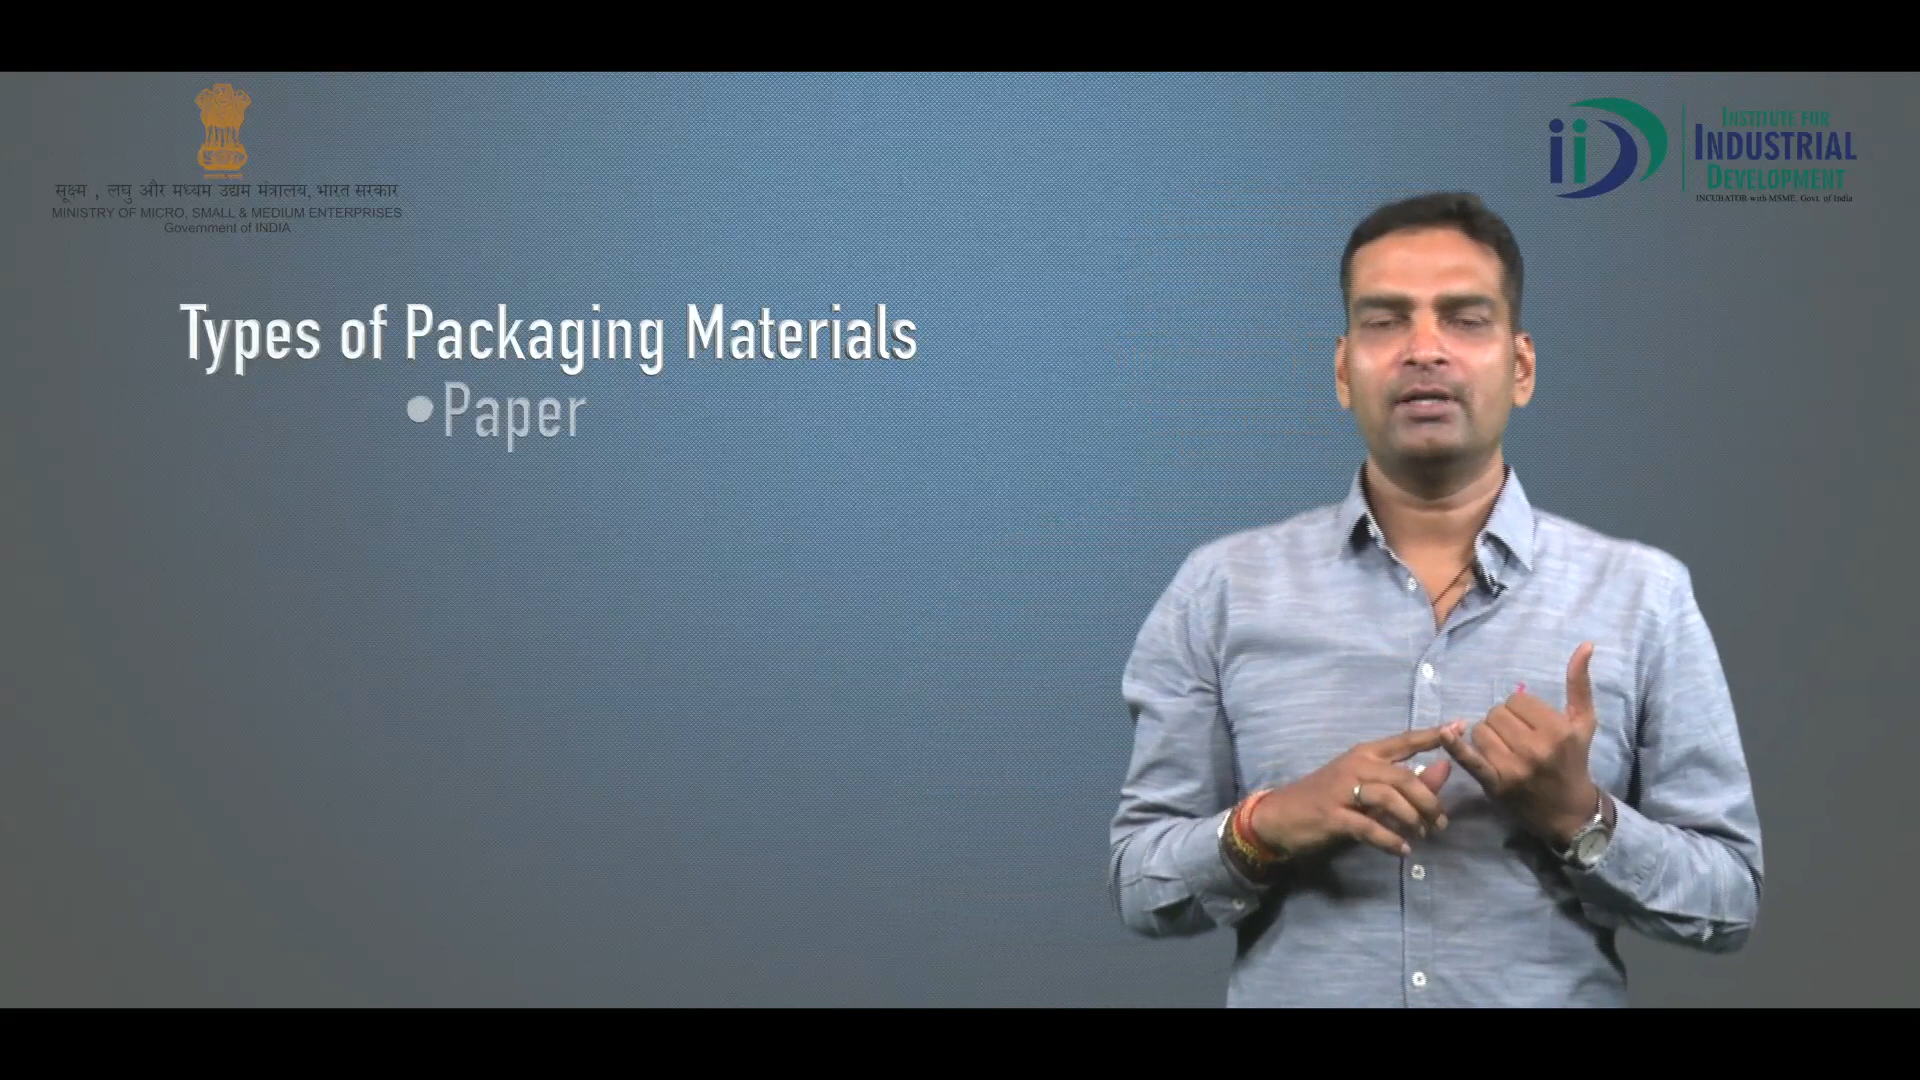 सूक्ष्म , लघु और मध्यम उद्यम मंत्रालय, भारत सरकार
MINISTRY OF MICRO, SMALL & MEDIUM ENTERPRISES
Government of INDIA
iiD
INSTITUTE FOR
INDUSTRIAL
DEVELOPMENT
INCUBATOR with MSME, Govt. of India
Types of Packaging Materials
•Paper